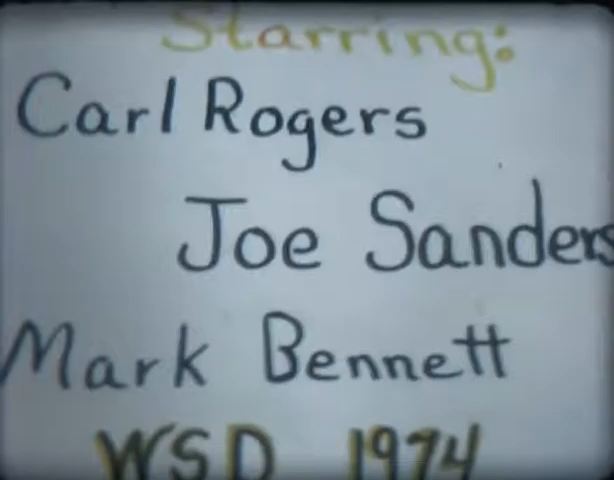 Starring:
Carl Rogers
Joe Sanders
Mark Bennett
WSD 1974